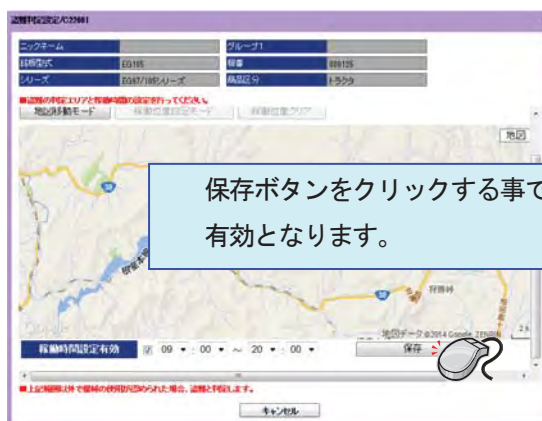 盗難判定設定/C22001
ニックネーム グループ1
機種型式 EG105 機番 009125
シリーズ EG67/105シリーズ 商品区分 トラクタ
■盗難の判定エリアと稼働時間の設定を行ってください。
地図移動モード 稼働位置設定モード 稼働位置クリア
地図
保存ボタンをクリックする事で
有効となります。
狩勝峠
地図データ ©2014 Google, ZENRIN
稼働時間設定有効 09 : 00 ~ 20 : 00 保存
■上記範囲以外で機械の使用が認められた場合、盗難と判定します。
キャンセル